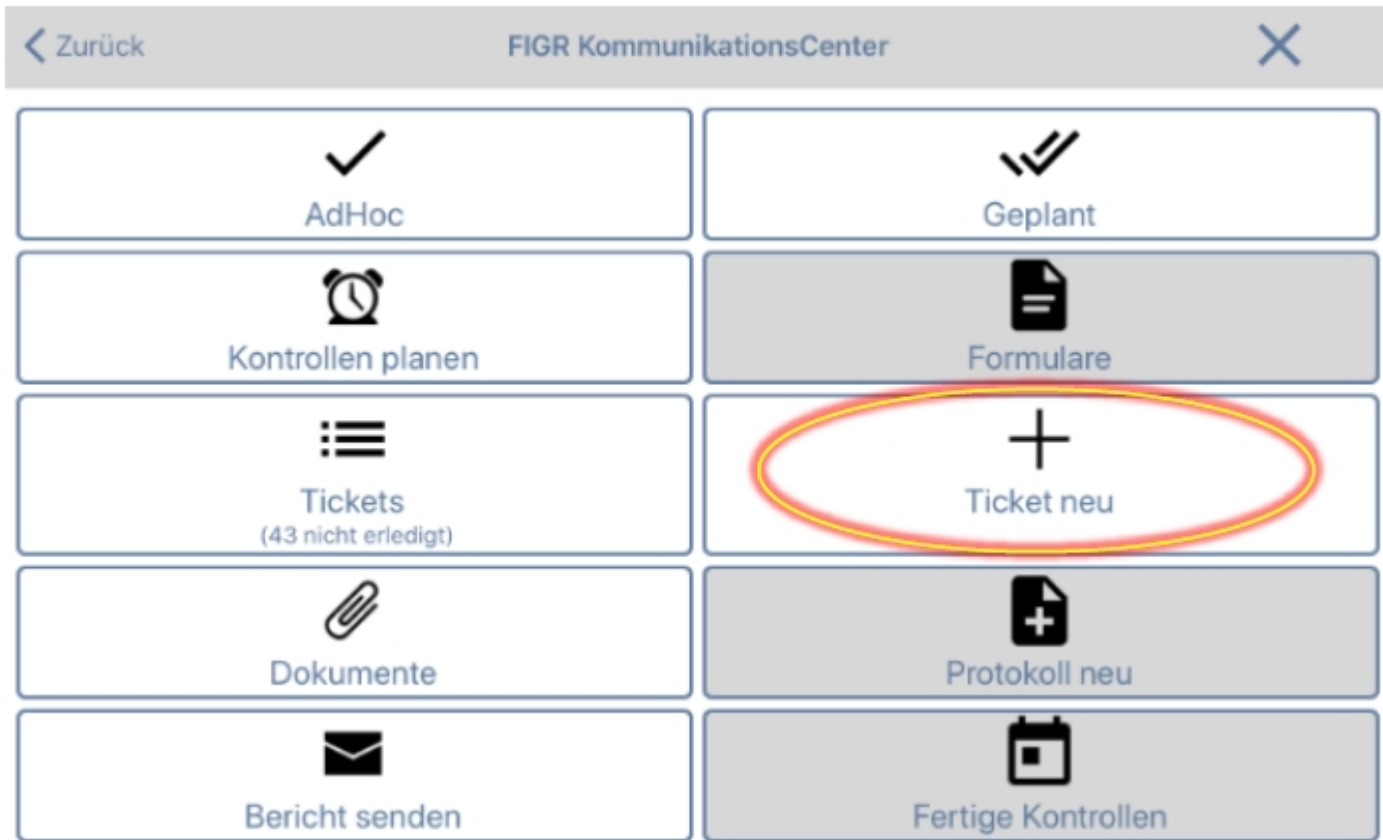 Zurück
FIGR KommunikationsCenter
AdHoc
Geplant
Kontrollen planen
Formulare
Tickets
(43 nicht erledigt)
Ticket neu
Dokumente
Protokoll neu
Bericht senden
Fertige Kontrollen